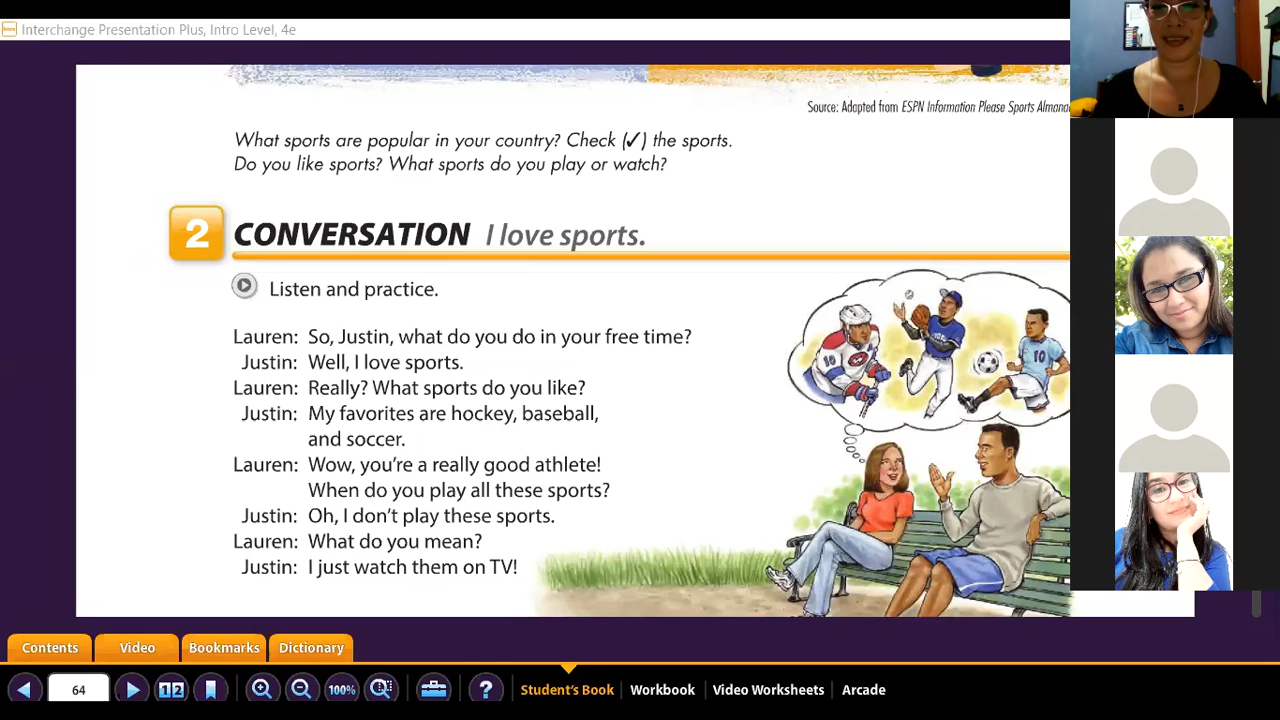 Interchange Presentation Plus, Intro Level, 4e
Source: Adapted from ESPN Information Please Sports
What sports are popular in your country? Check (✓) the sports.
Do you like sports? What sports do you play or watch?
2 CONVERSATION I love sports.
Listen and practice.
Lauren: So, Justin, what do you do in your free time?
Justin: Well, I love sports.
Lauren: Really? What sports do you like?
Justin: My favorites are hockey, baseball,
and soccer.
Lauren: Wow, you're a really good athlete!
When do you play all these sports?
Justin: Oh, I don't play these sports.
Lauren: What do you mean?
Justin: I just watch them on TV!
10
Contents Video Bookmarks Dictionary
64 1 2 100% ? Student's Book Workbook Video Worksheets Arcade